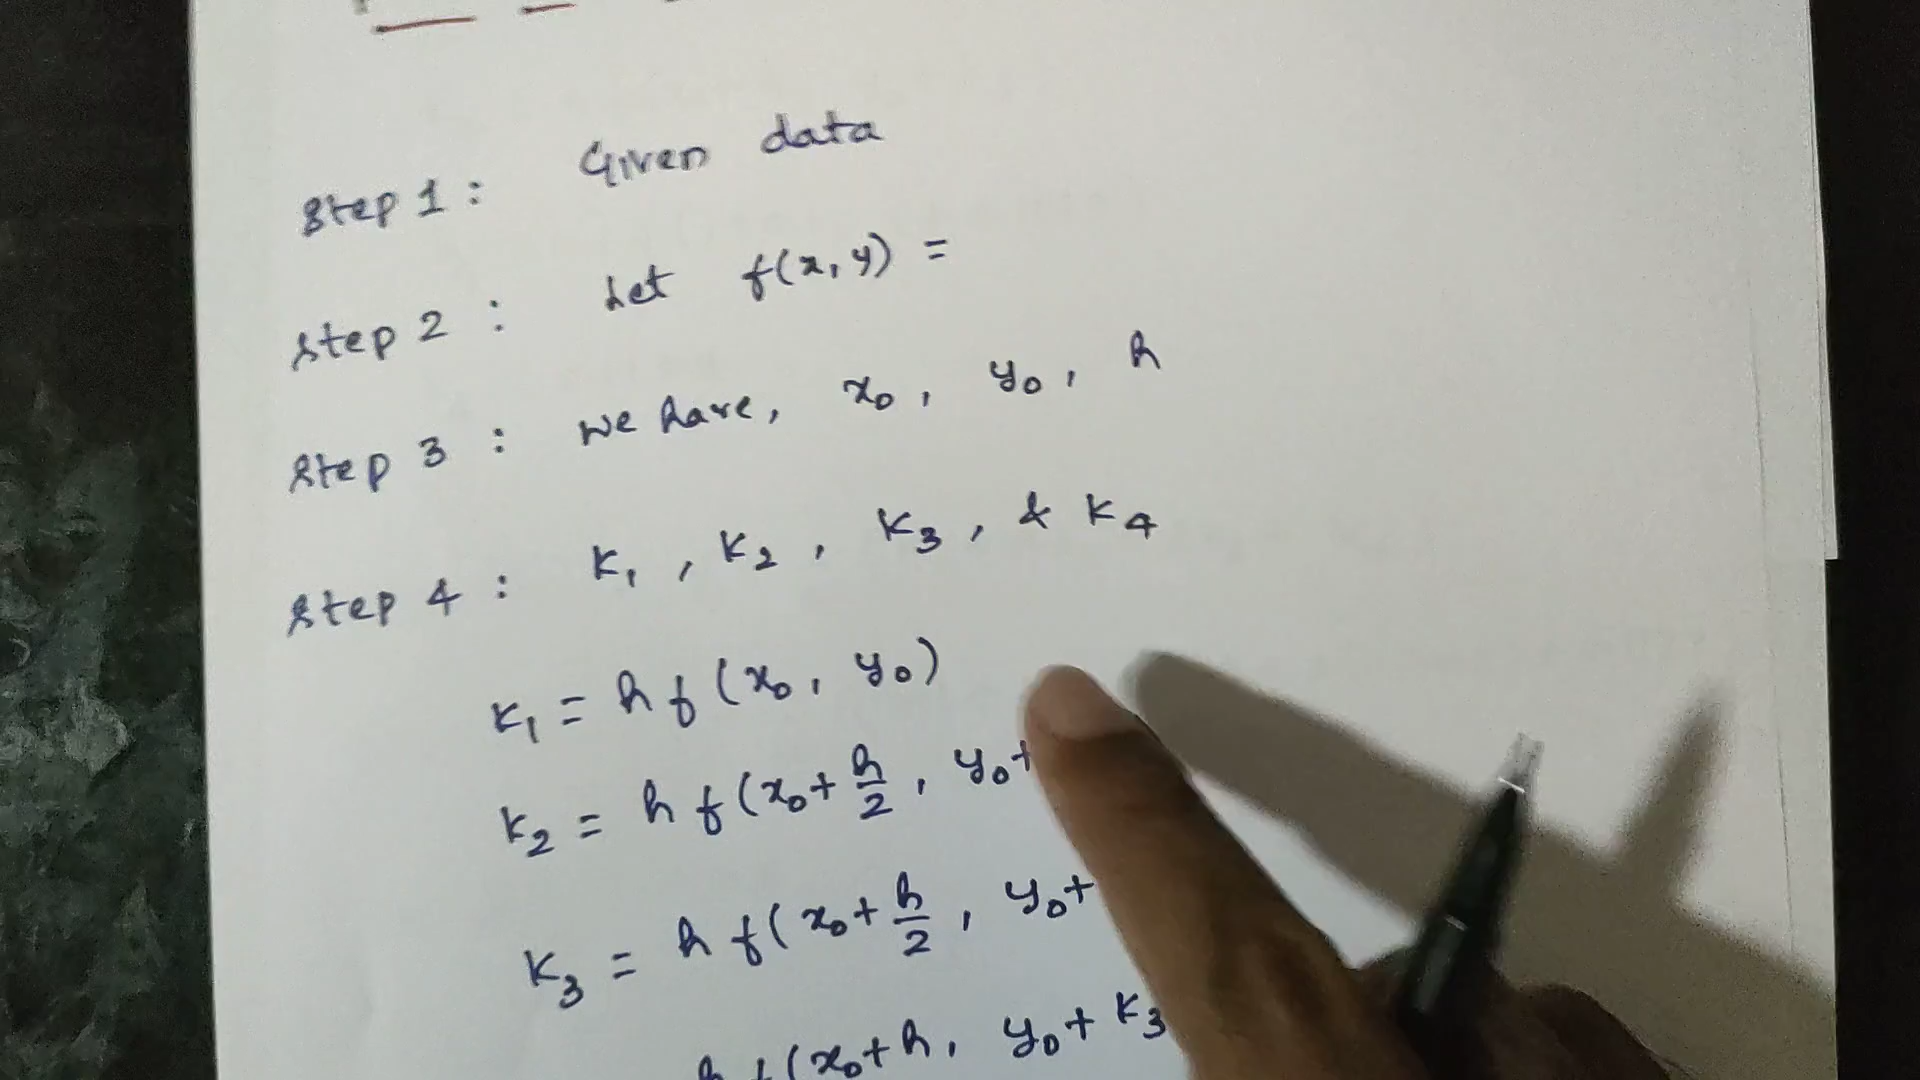 Step 1 : Given data
Step 2 : Let f(x, y) =
Step 3 : We have, x₀, y₀, h
Step 4 : K₁, K₂, K₃, & K₄
K₁ = h f(x₀, y₀)
K₂ = h f(x₀ + h/2, y₀ +
K₃ = h f(x₀ + h/2, y₀ +
h f(x₀ + h, y₀ + K₃